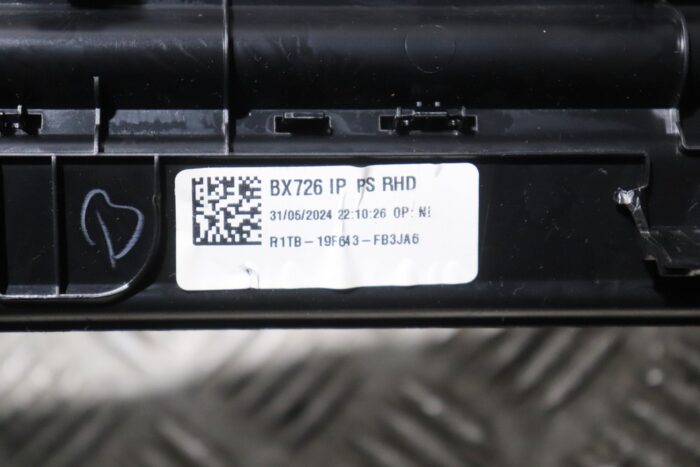 BX726 IP PS RHD
31/05/2024 22:10:26 OP: NI
R1TB-19F643-FB3JA6